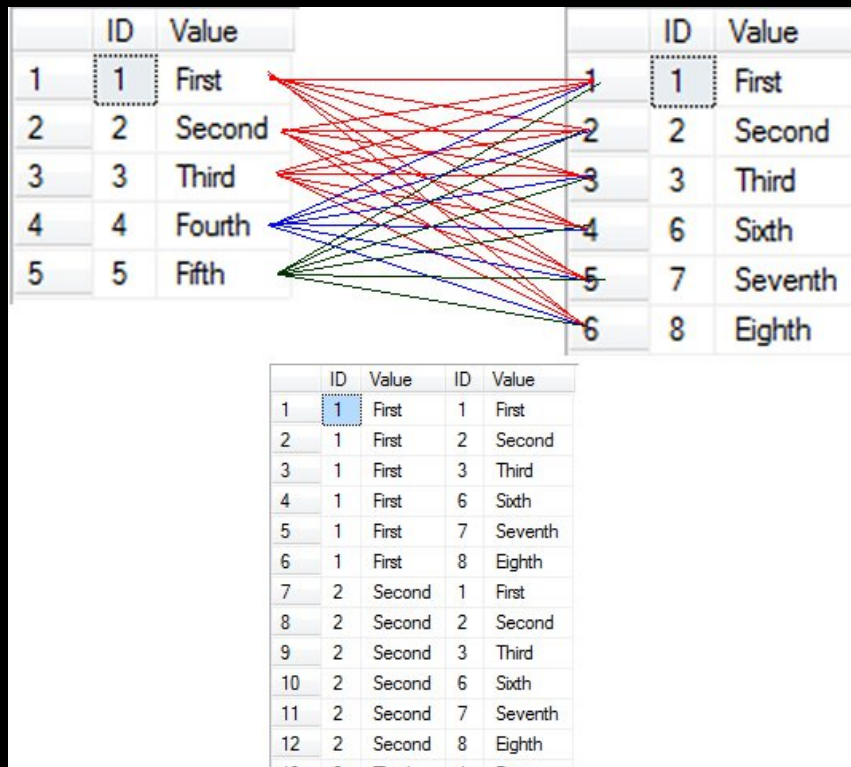 ID Value
1 1 First
2 2 Second
3 3 Third
4 4 Fourth
5 5 Fifth
ID Value
1 1 First
2 2 Second
3 3 Third
4 6 Sixth
5 7 Seventh
6 8 Eighth
ID Value ID Value
1 1 First 1 First
2 1 First 2 Second
3 1 First 3 Third
4 1 First 6 Sixth
5 1 First 7 Seventh
6 1 First 8 Eighth
7 2 Second 1 First
8 2 Second 2 Second
9 2 Second 3 Third
10 2 Second 6 Sixth
11 2 Second 7 Seventh
12 2 Second 8 Eighth